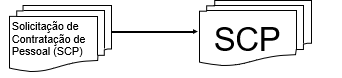 Solicitação de
Contratação de
Pessoal (SCP)
SCP